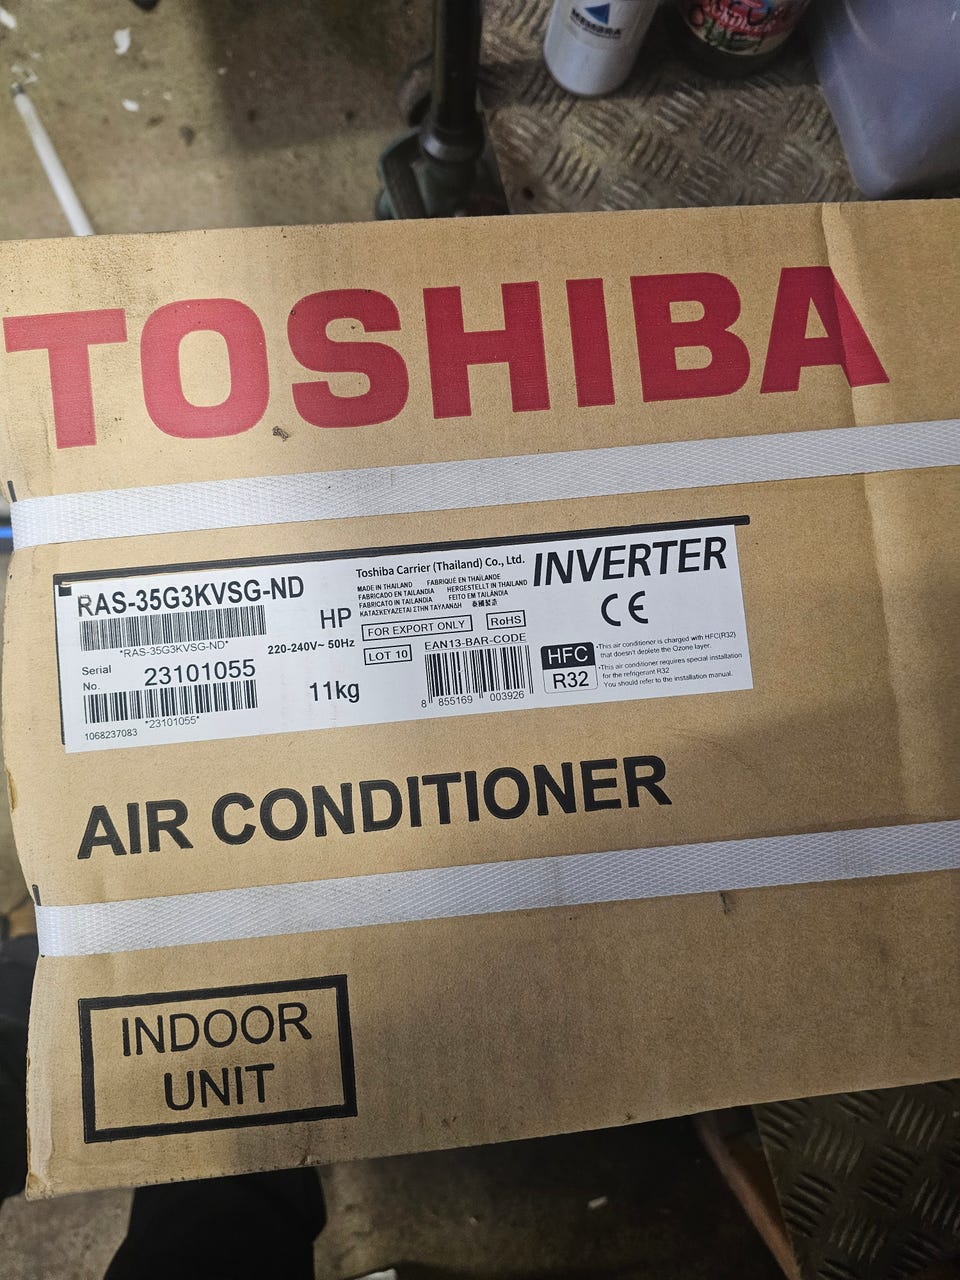 MEMBRA
TOSHIBA
RAS-35G3KVSG-ND
*RAS-35G3KVSG-ND*
HP
220-240V~ 50Hz
Serial
No.
23101055
*23101055*
1068237083
11kg
Toshiba Carrier (Thailand) Co., Ltd.
MADE IN THAILAND FABRIQUÉ EN THAÏLANDE
FABRICADO EN TAILANDIA HERGESTELLT IN THAILAND
FABRICATO IN TAILANDIA FEITO EM TAILÂNDIA
ΚΑΤΑΣΚΕΥΑΖΕΤΑΙ ΣΤΗΝ ΤΑΥΛΑΝΔΗ 泰國製造
FOR EXPORT ONLY
RoHS
LOT 10
EAN13-BAR-CODE
8 855169 003926
INVERTER
CE
HFC
R32
*This air conditioner is charged with HFC(R32)
that doesn't deplete the Ozone layer.
*This air conditioner requires special installation
for the refrigerant R32
You should refer to the installation manual.
AIR CONDITIONER
INDOOR
UNIT